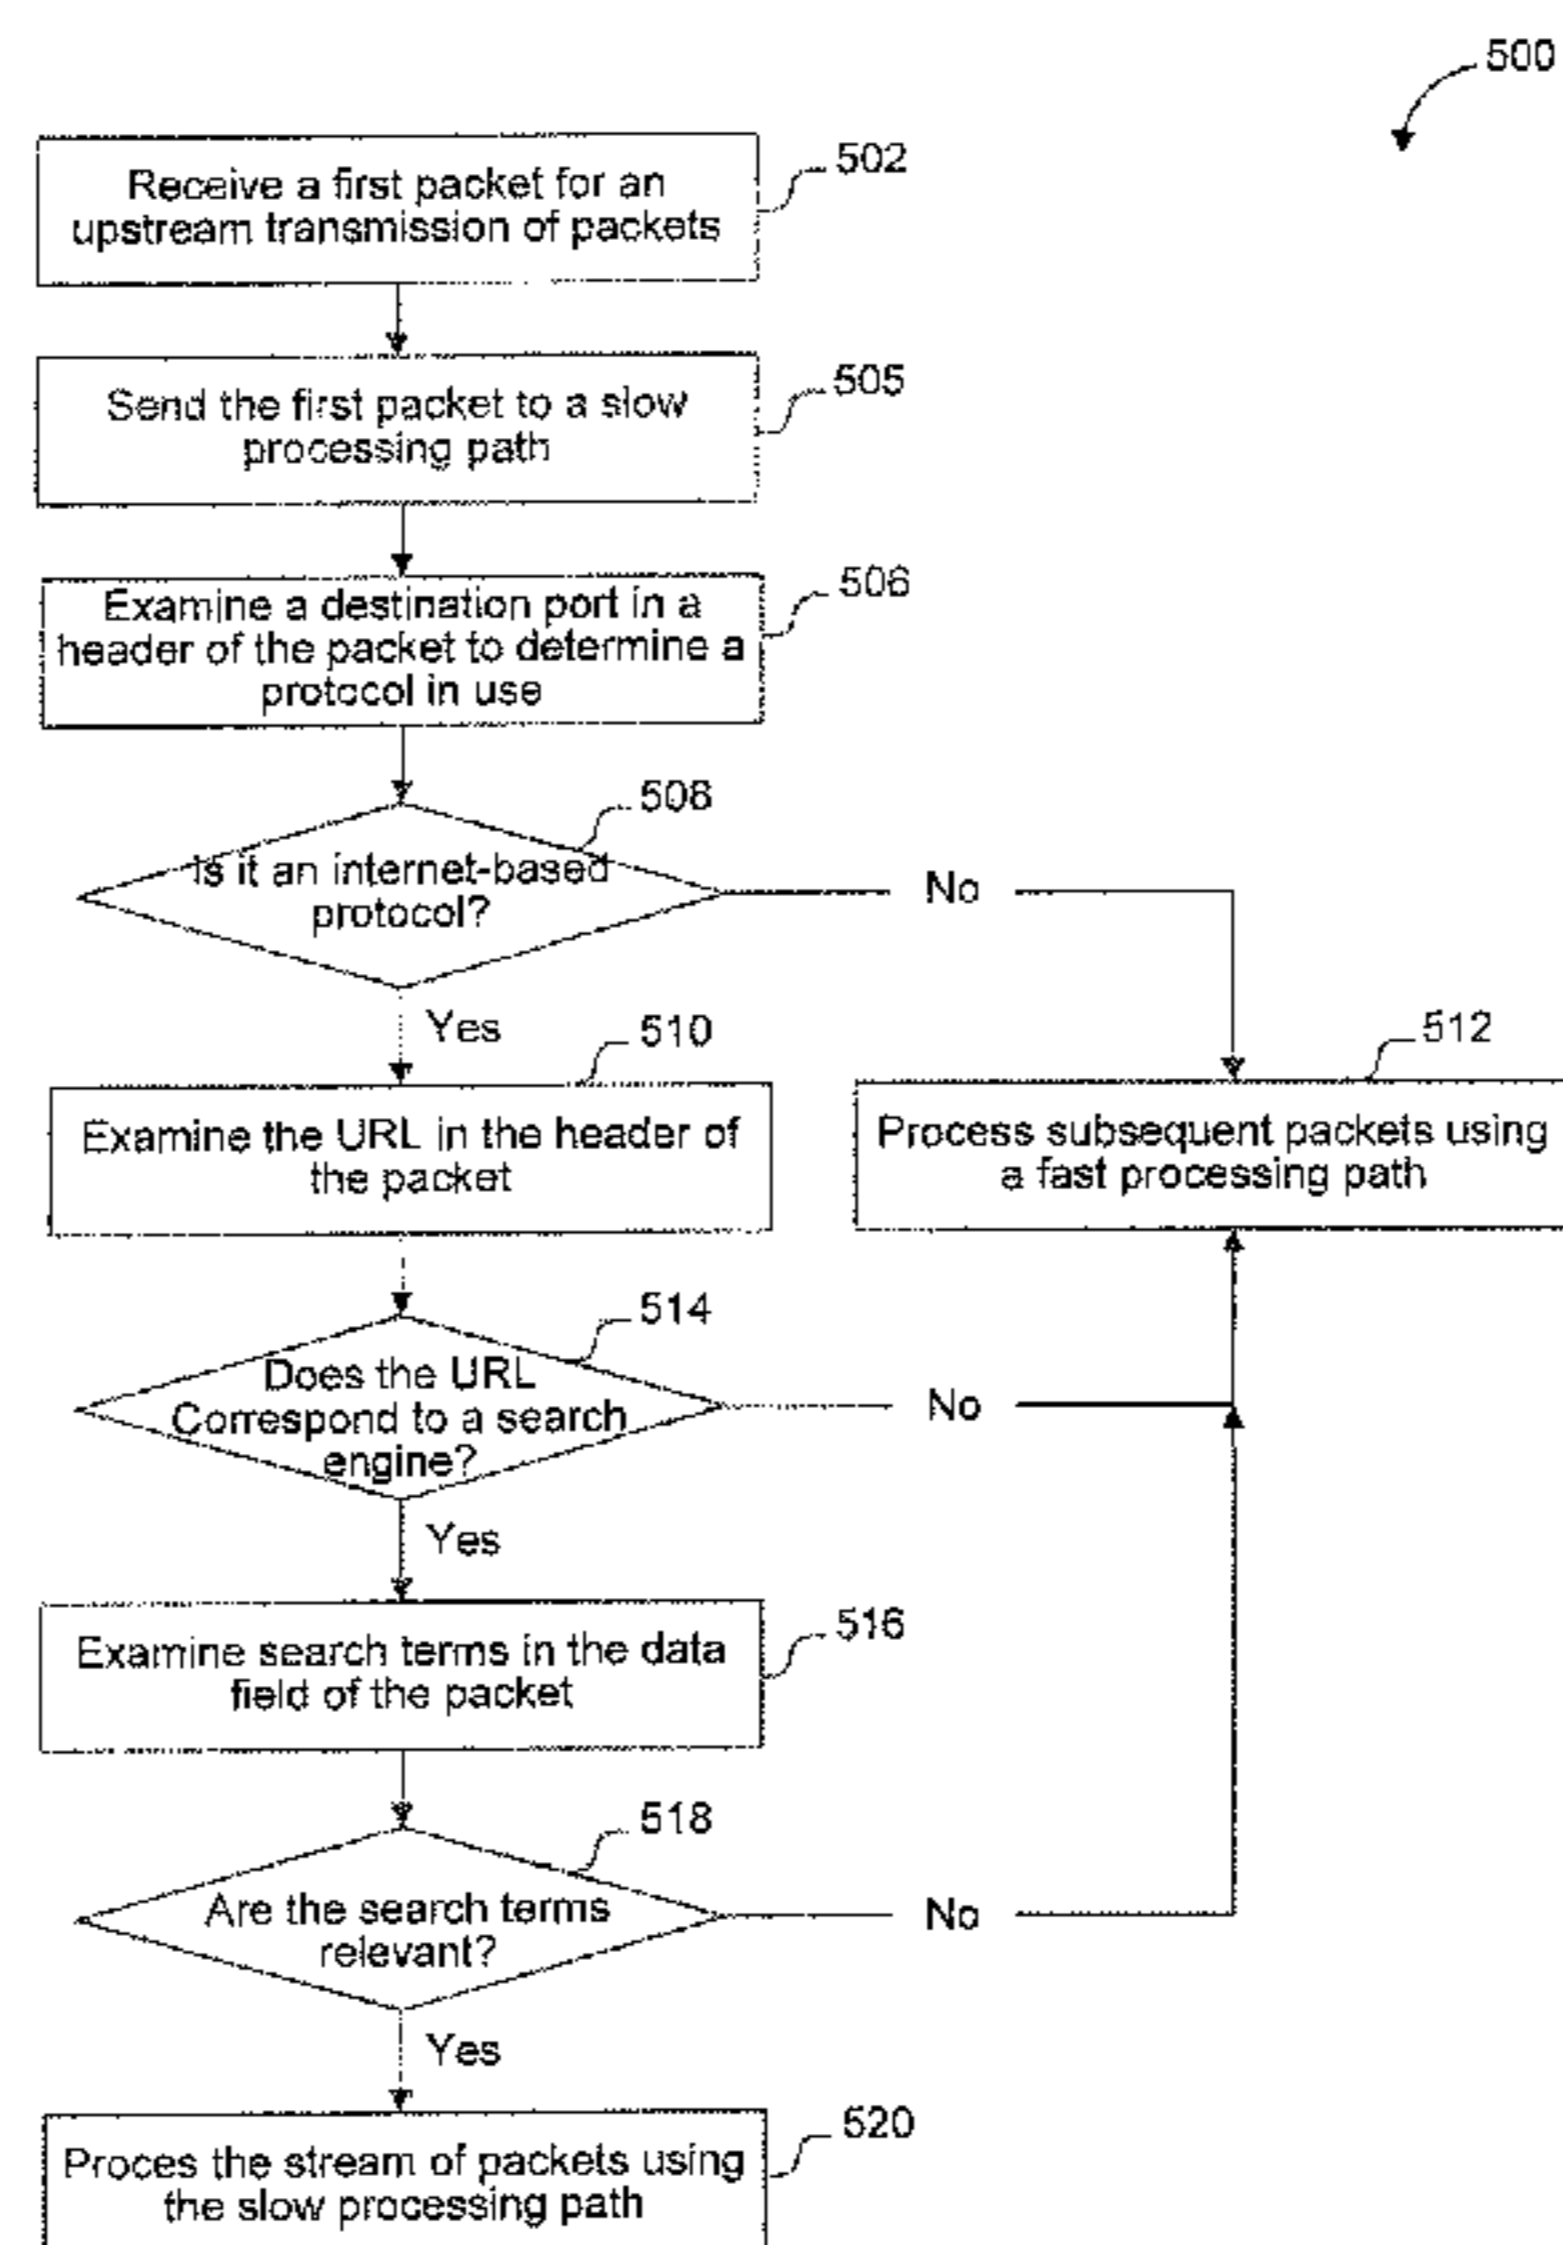 500
502
Receive a first packet for an
upstream transmission of packets
505
Send the first packet to a slow
processing path
506
Examine a destination port in a
header of the packet to determine a
protocol in use
508
Is it an internet-based
protocol?
No
Yes
510
512
Examine the URL in the header of
the packet
Process subsequent packets using
a fast processing path
514
Does the URL
Correspond to a search
engine?
No
Yes
516
Examine search terms in the data
field of the packet
518
Are the search terms
relevant?
No
Yes
520
Proces the stream of packets using
the slow processing path